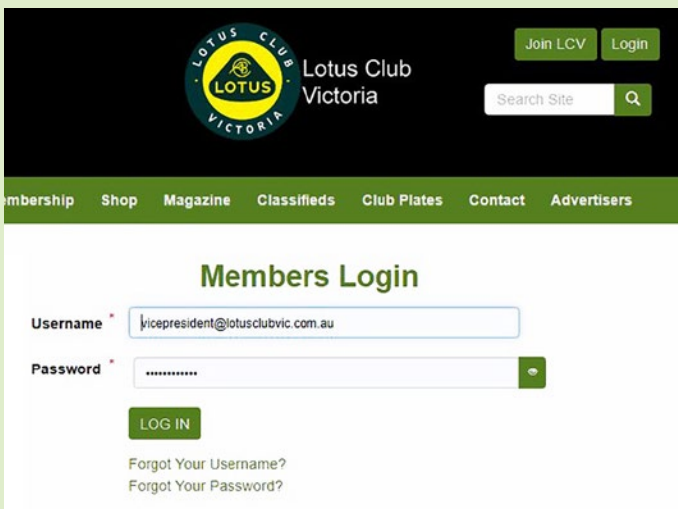 LOTUS CLUB
LOTUS
VICTORIA
Lotus Club
Victoria
Join LCV Login
Search Site
embership Shop Magazine Classifieds Club Plates Contact Advertisers
Members Login
Username *
vicepresident@lotusclubvic.com.au
Password *
••••••••••••
LOG IN
Forgot Your Username?
Forgot Your Password?